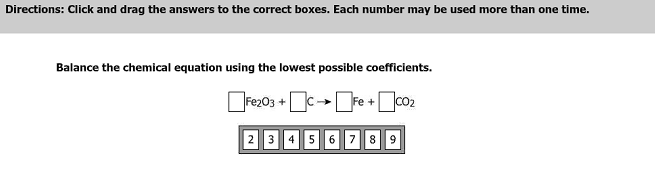 Directions: Click and drag the answers to the correct boxes. Each number may be used more than one time.
Balance the chemical equation using the lowest possible coefficients.
Fe2O3 + C → Fe + CO2
2 3 4 5 6 7 8 9